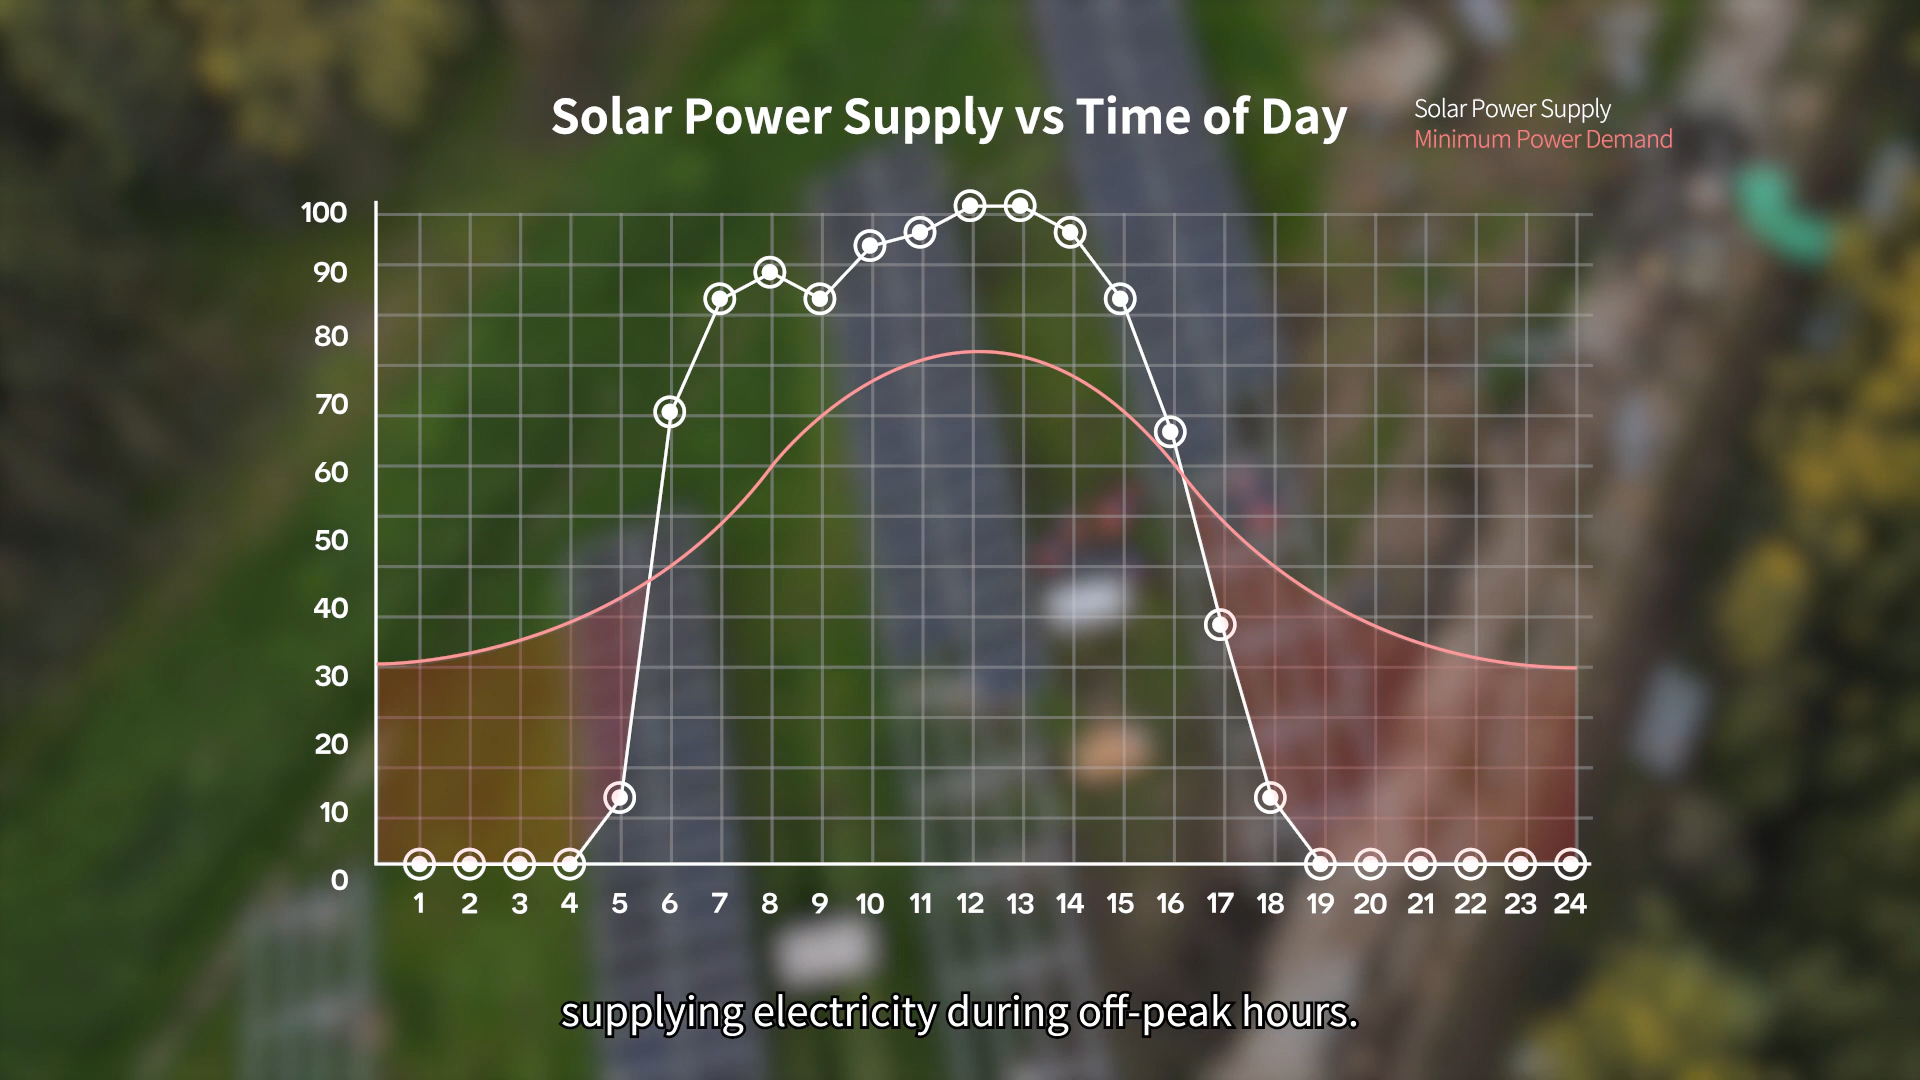 Solar Power Supply vs Time of Day
Solar Power Supply
Minimum Power Demand
100
90
80
70
60
50
40
30
20
10
0
1 2 3 4 5 6 7 8 9 10 11 12 13 14 15 16 17 18 19 20 21 22 23 24
supplying electricity during off-peak hours.